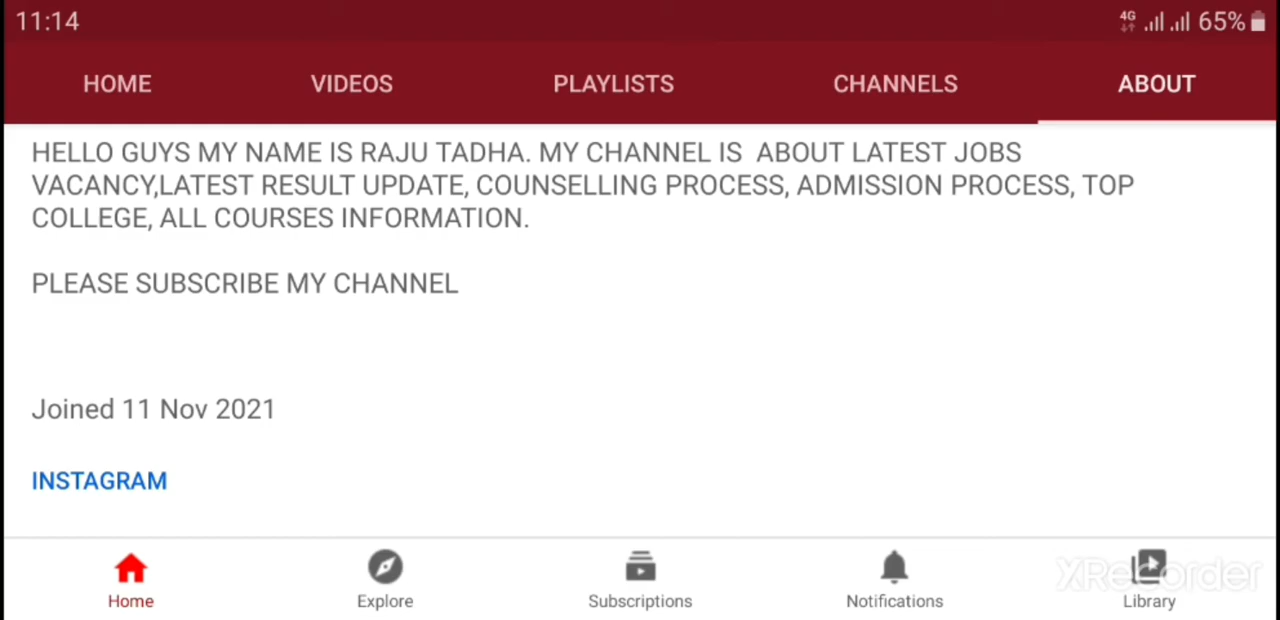 11:14 4G 65%
HOME VIDEOS PLAYLISTS CHANNELS ABOUT
HELLO GUYS MY NAME IS RAJU TADHA. MY CHANNEL IS  ABOUT LATEST JOBS
VACANCY,LATEST RESULT UPDATE, COUNSELLING PROCESS, ADMISSION PROCESS, TOP
COLLEGE, ALL COURSES INFORMATION.
PLEASE SUBSCRIBE MY CHANNEL
Joined 11 Nov 2021
INSTAGRAM
XRecorder
Home Explore Subscriptions Notifications Library